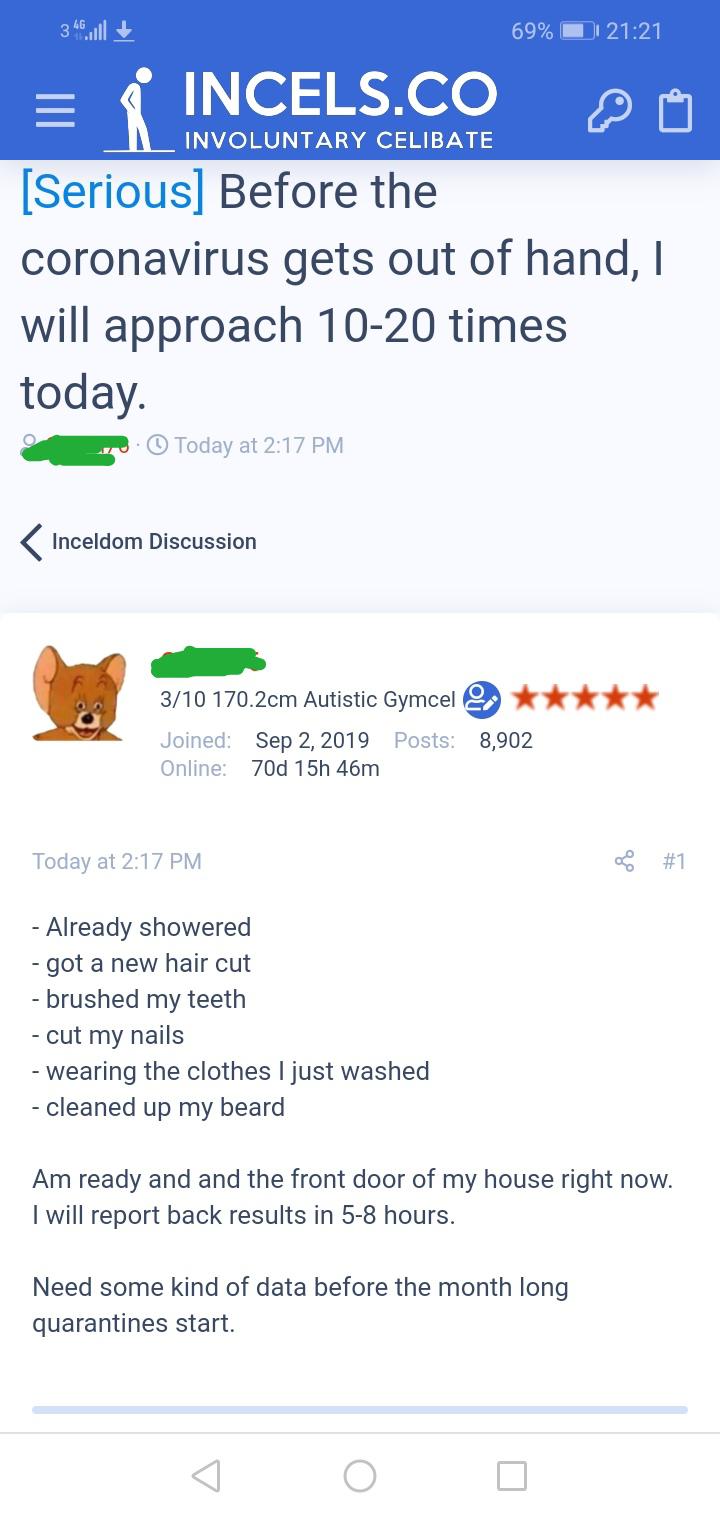 3 4G 69% 21:21
INCELS.CO
INVOLUNTARY CELIBATE
[Serious] Before the
coronavirus gets out of hand, I
will approach 10-20 times
today.
· Today at 2:17 PM
Inceldom Discussion
3/10 170.2cm Autistic Gymcel
Joined: Sep 2, 2019 Posts: 8,902
Online: 70d 15h 46m
Today at 2:17 PM #1
- Already showered
- got a new hair cut
- brushed my teeth
- cut my nails
- wearing the clothes I just washed
- cleaned up my beard
Am ready and and the front door of my house right now.
I will report back results in 5-8 hours.
Need some kind of data before the month long
quarantines start.